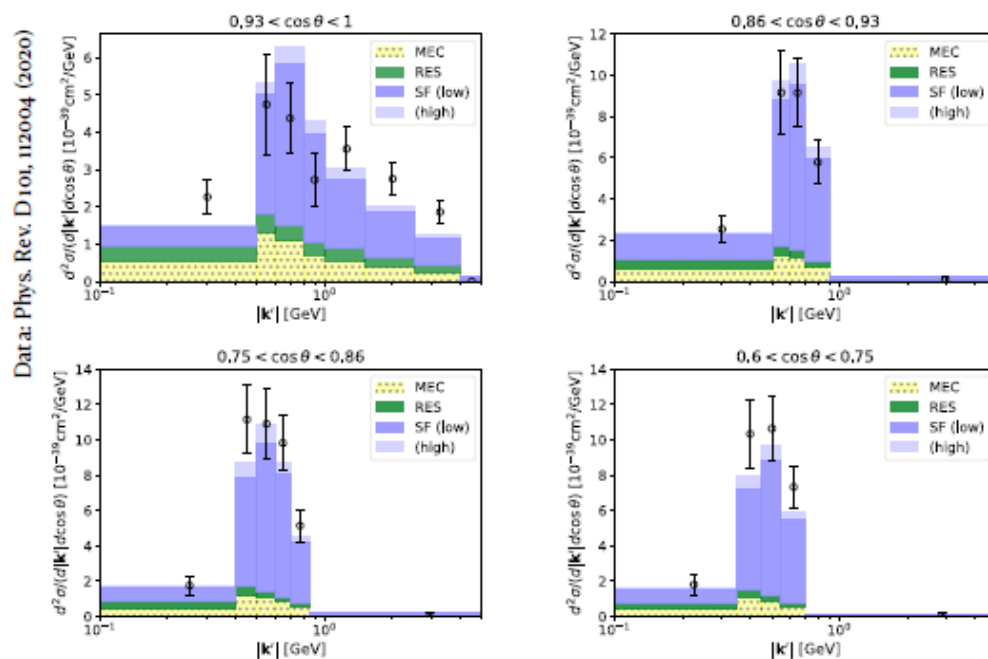 Data: Phys. Rev. D 101, 112004 (2020)
0.93 < cos θ < 1
d²σ/(d|k′|dcos θ) [10⁻³⁹cm²/GeV]
6
5
4
3
2
1
0
MEC
RES
SF (low)
(high)
10⁻¹ 10⁰
|k′| [GeV]
0.86 < cos θ < 0.93
d²σ/(d|k′|dcos θ) [10⁻³⁹cm²/GeV]
12
10
8
6
4
2
0
MEC
RES
SF (low)
(high)
10⁻¹ 10⁰
|k′| [GeV]
0.75 < cos θ < 0.86
d²σ/(d|k′|dcos θ) [10⁻³⁹cm²/GeV]
14
12
10
8
6
4
2
0
MEC
RES
SF (low)
(high)
10⁻¹ 10⁰
|k′| [GeV]
0.6 < cos θ < 0.75
d²σ/(d|k′|dcos θ) [10⁻³⁹cm²/GeV]
14
12
10
8
6
4
2
0
MEC
RES
SF (low)
(high)
10⁻¹ 10⁰
|k′| [GeV]